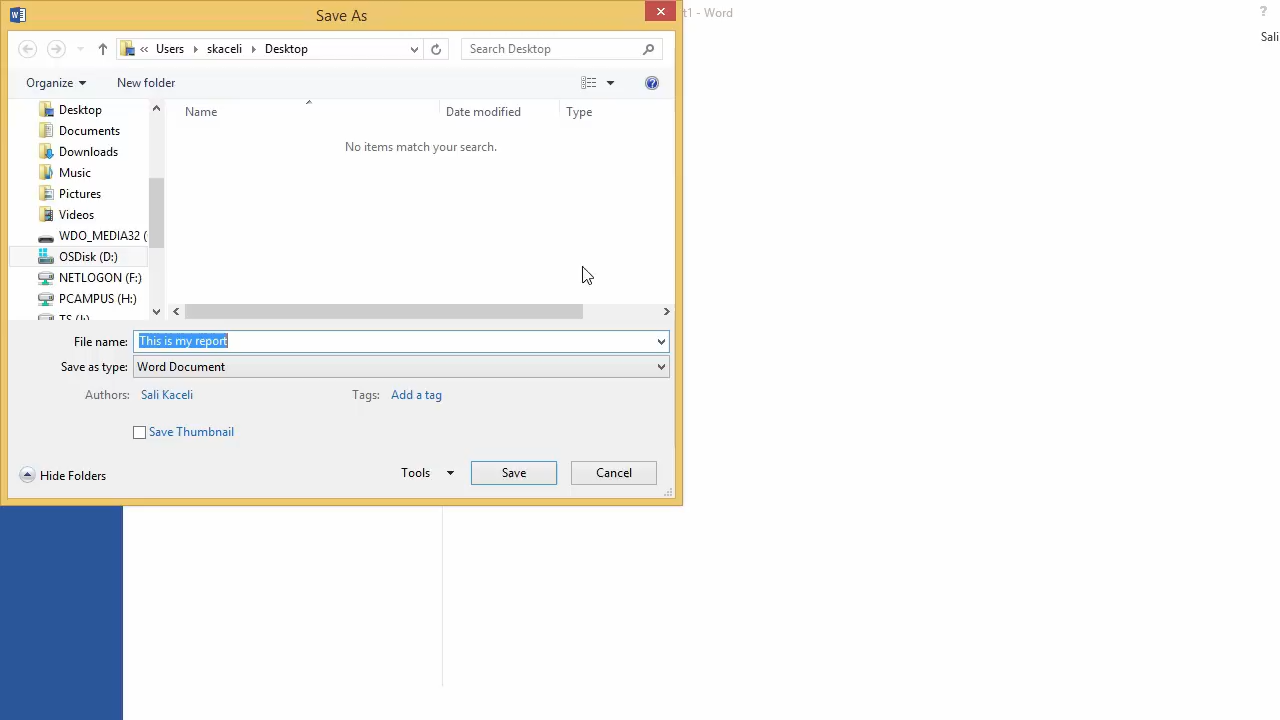 Save As
t1 - Word
?
Sali
« Users Desktop skaceli
Search Desktop
Organize
New folder
Name
Date modified
Type
No items match your search.
Desktop
Documents
Downloads
Music
Pictures
Videos
WDO_MEDIA32 (
OSDisk (D:)
NETLOGON (F:)
PCAMPUS (H:)
File name: This is my report
Save as type: Word Document
Authors: Sali Kaceli
Tags: Add a tag
Save Thumbnail
Hide Folders
Tools
Save
Cancel